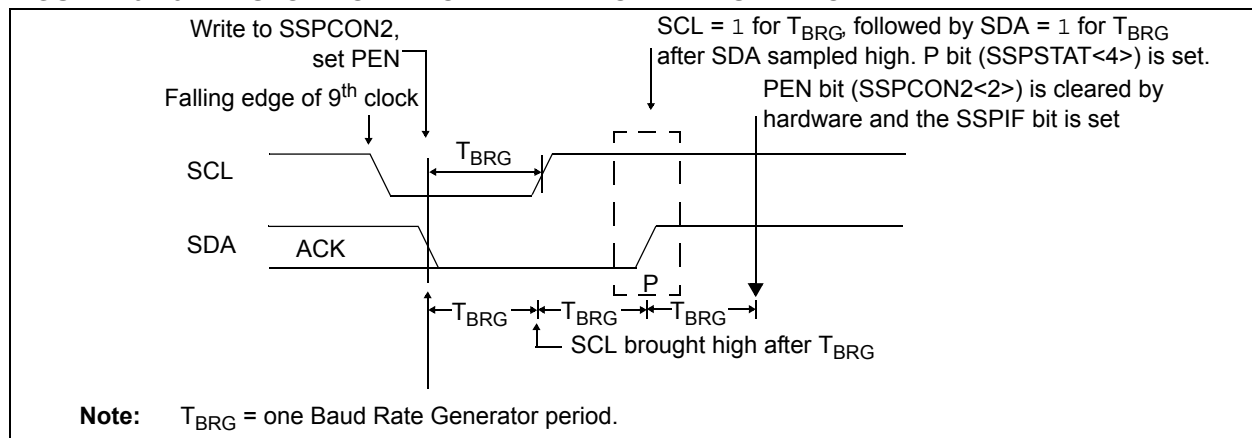 Write to SSPCON2,
set PEN
SCL = 1 for TBRG, followed by SDA = 1 for TBRG
after SDA sampled high. P bit (SSPSTAT<4>) is set.
PEN bit (SSPCON2<2>) is cleared by
hardware and the SSPIF bit is set
Falling edge of 9th clock
TBRG
SCL
SDA
ACK
P
TBRG
TBRG
TBRG
SCL brought high after TBRG
Note: TBRG = one Baud Rate Generator period.